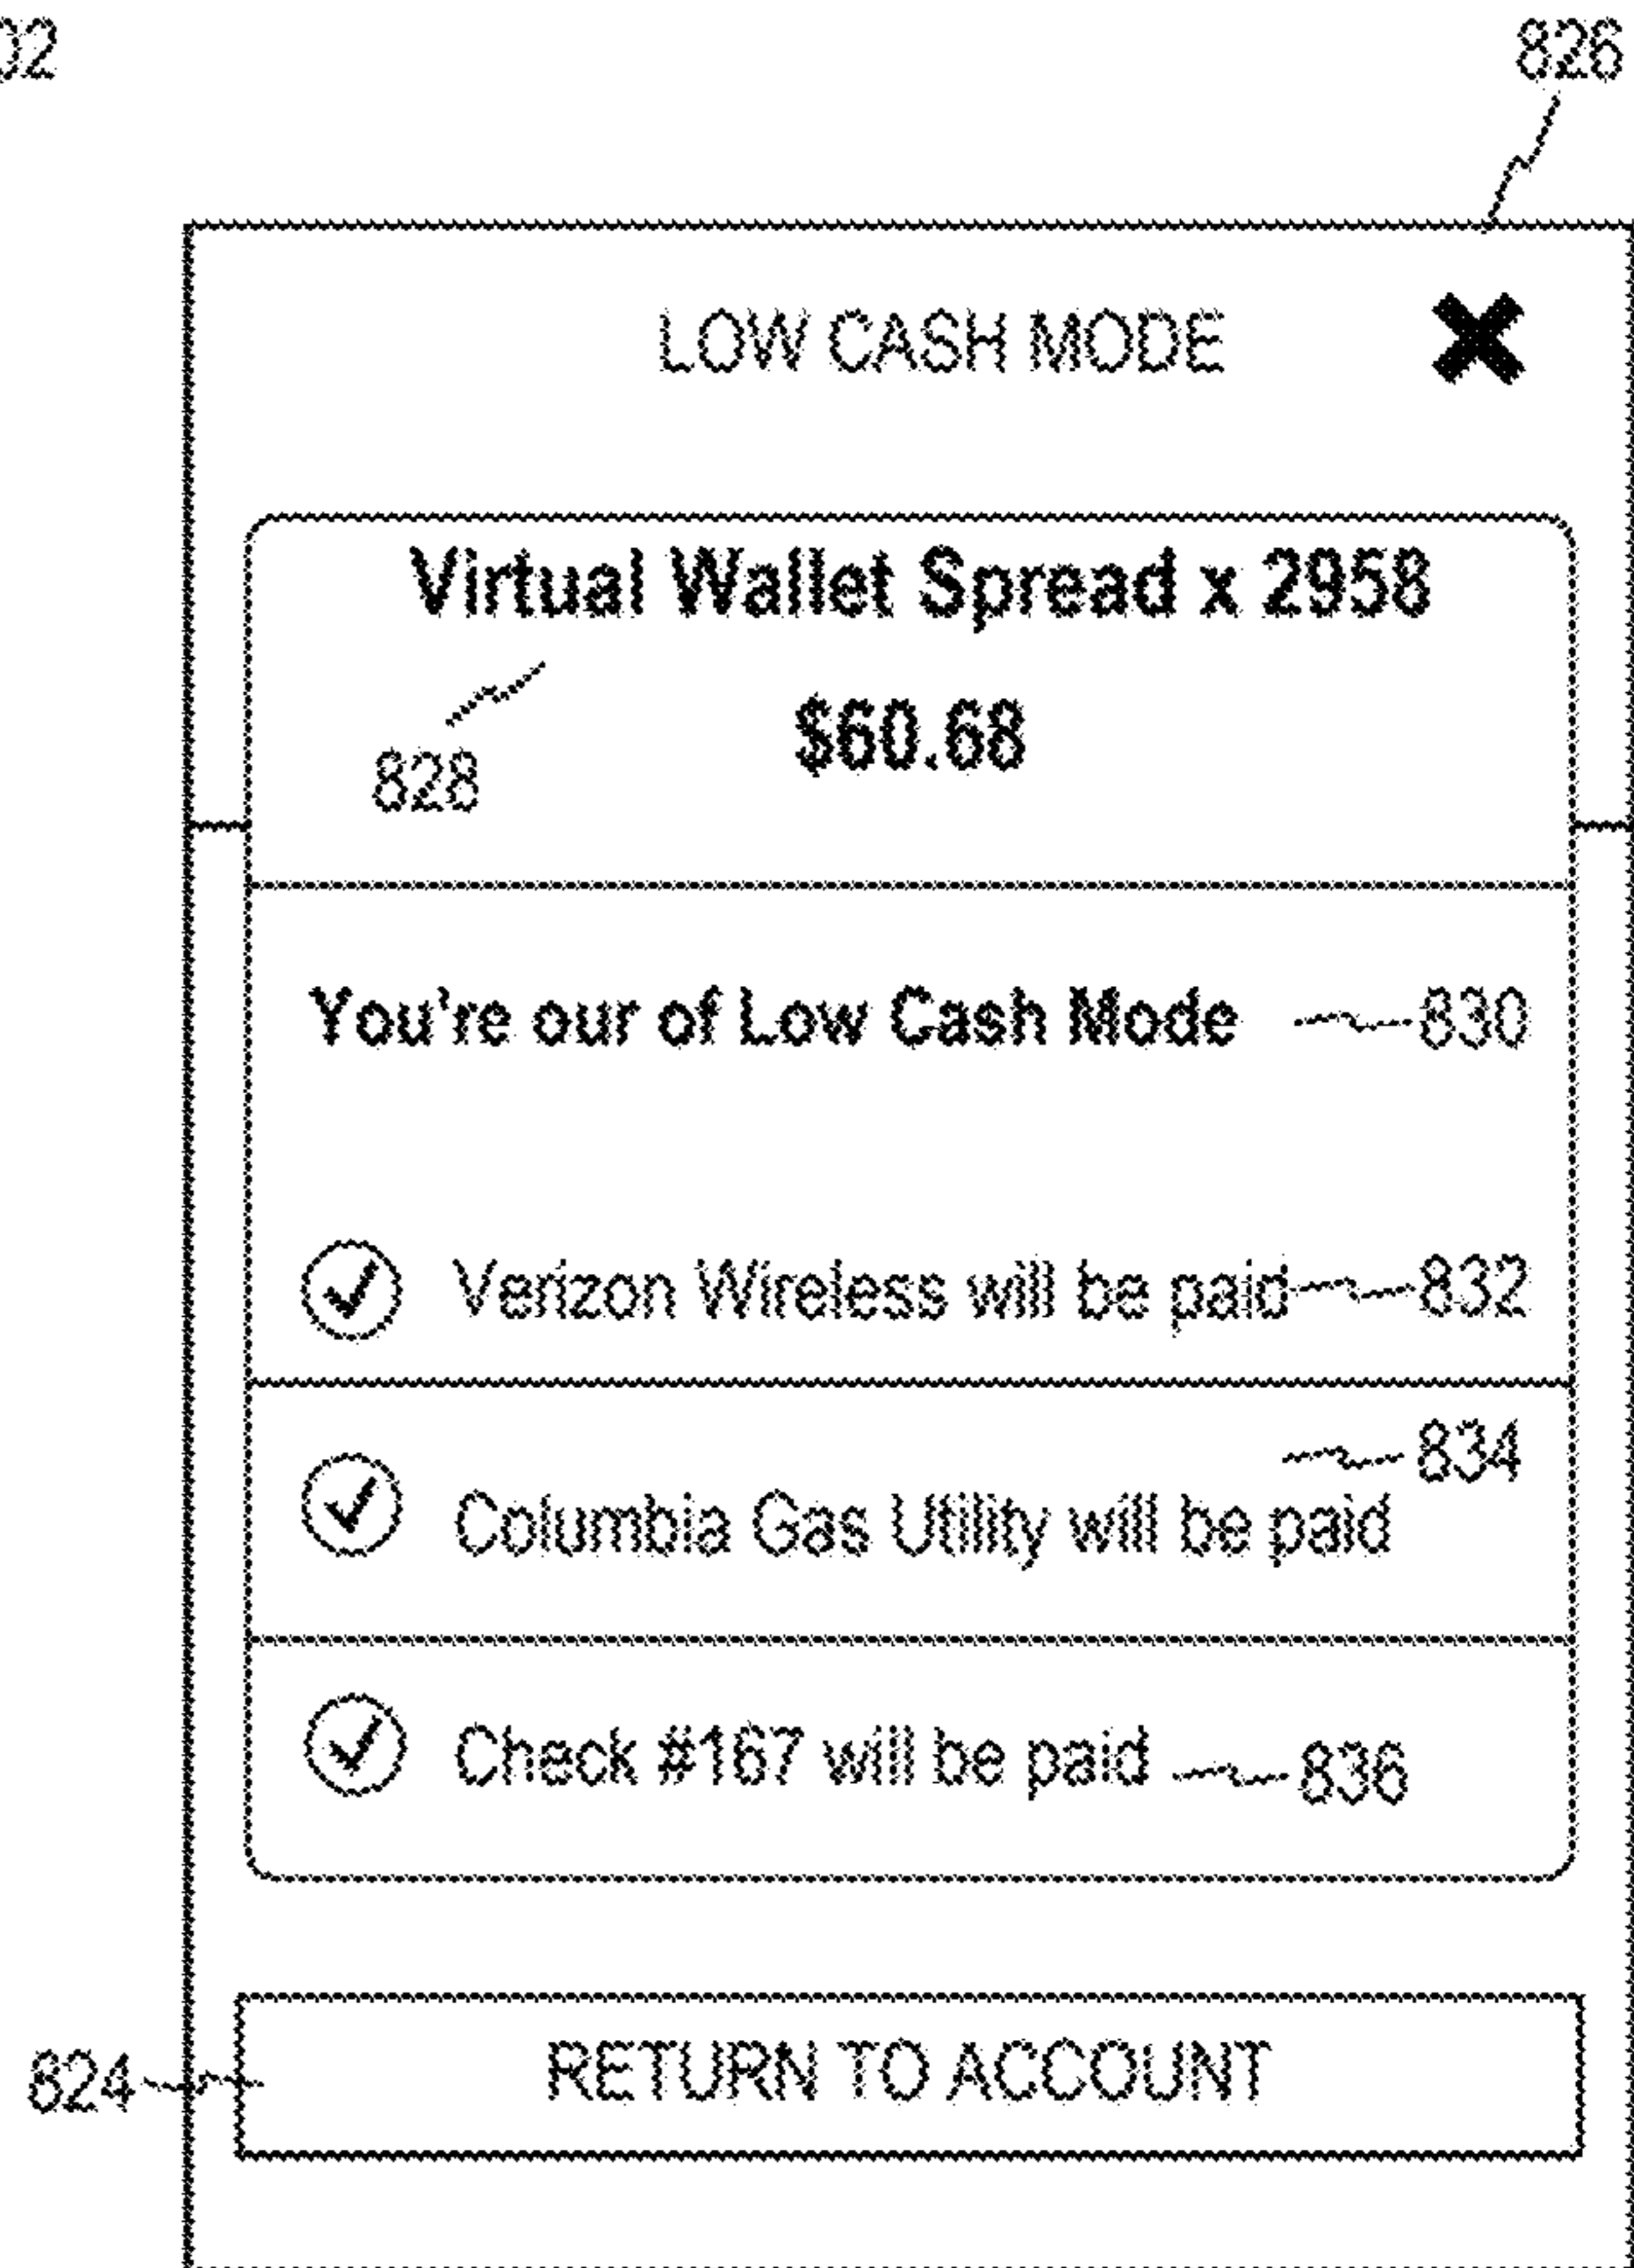 02
826
LOW CASH MODE
Virtual Wallet Spread x 2958
$60.68
828
You're our of Low Cash Mode 830
Verizon Wireless will be paid 832
834
Columbia Gas Utility will be paid
Check #167 will be paid 836
824 RETURN TO ACCOUNT